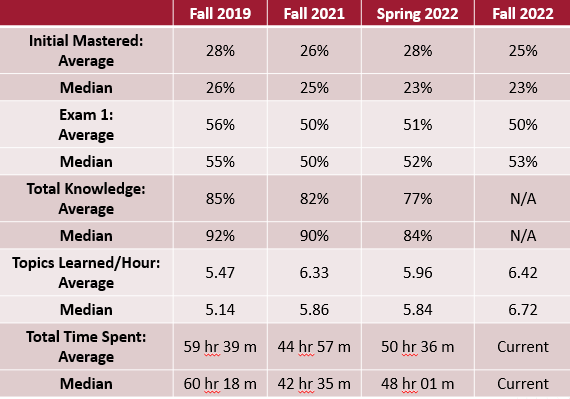 Fall 2019 Fall 2021 Spring 2022 Fall 2022
Initial Mastered:
Average 28% 26% 28% 25%
Median 26% 25% 23% 23%
Exam 1:
Average 56% 50% 51% 50%
Median 55% 50% 52% 53%
Total Knowledge:
Average 85% 82% 77% N/A
Median 92% 90% 84% N/A
Topics Learned/Hour:
Average 5.47 6.33 5.96 6.42
Median 5.14 5.86 5.84 6.72
Total Time Spent:
Average 59 hr 39 m 44 hr 57 m 50 hr 36 m Current
Median 60 hr 18 m 42 hr 35 m 48 hr 01 m Current